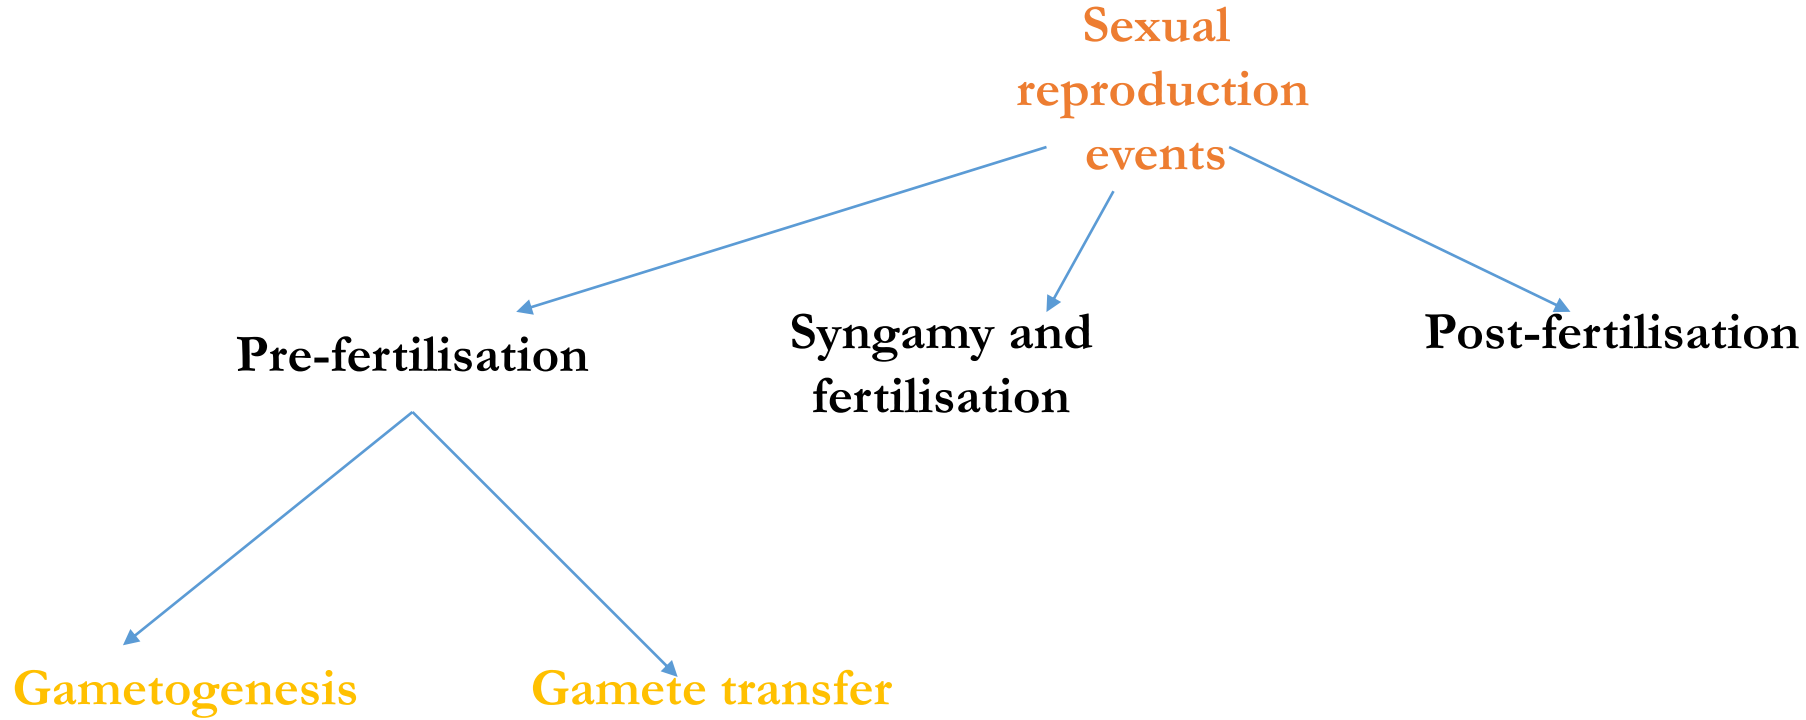 Sexual
reproduction
events
Pre-fertilisation
Syngamy and
fertilisation
Post-fertilisation
Gametogenesis
Gamete transfer